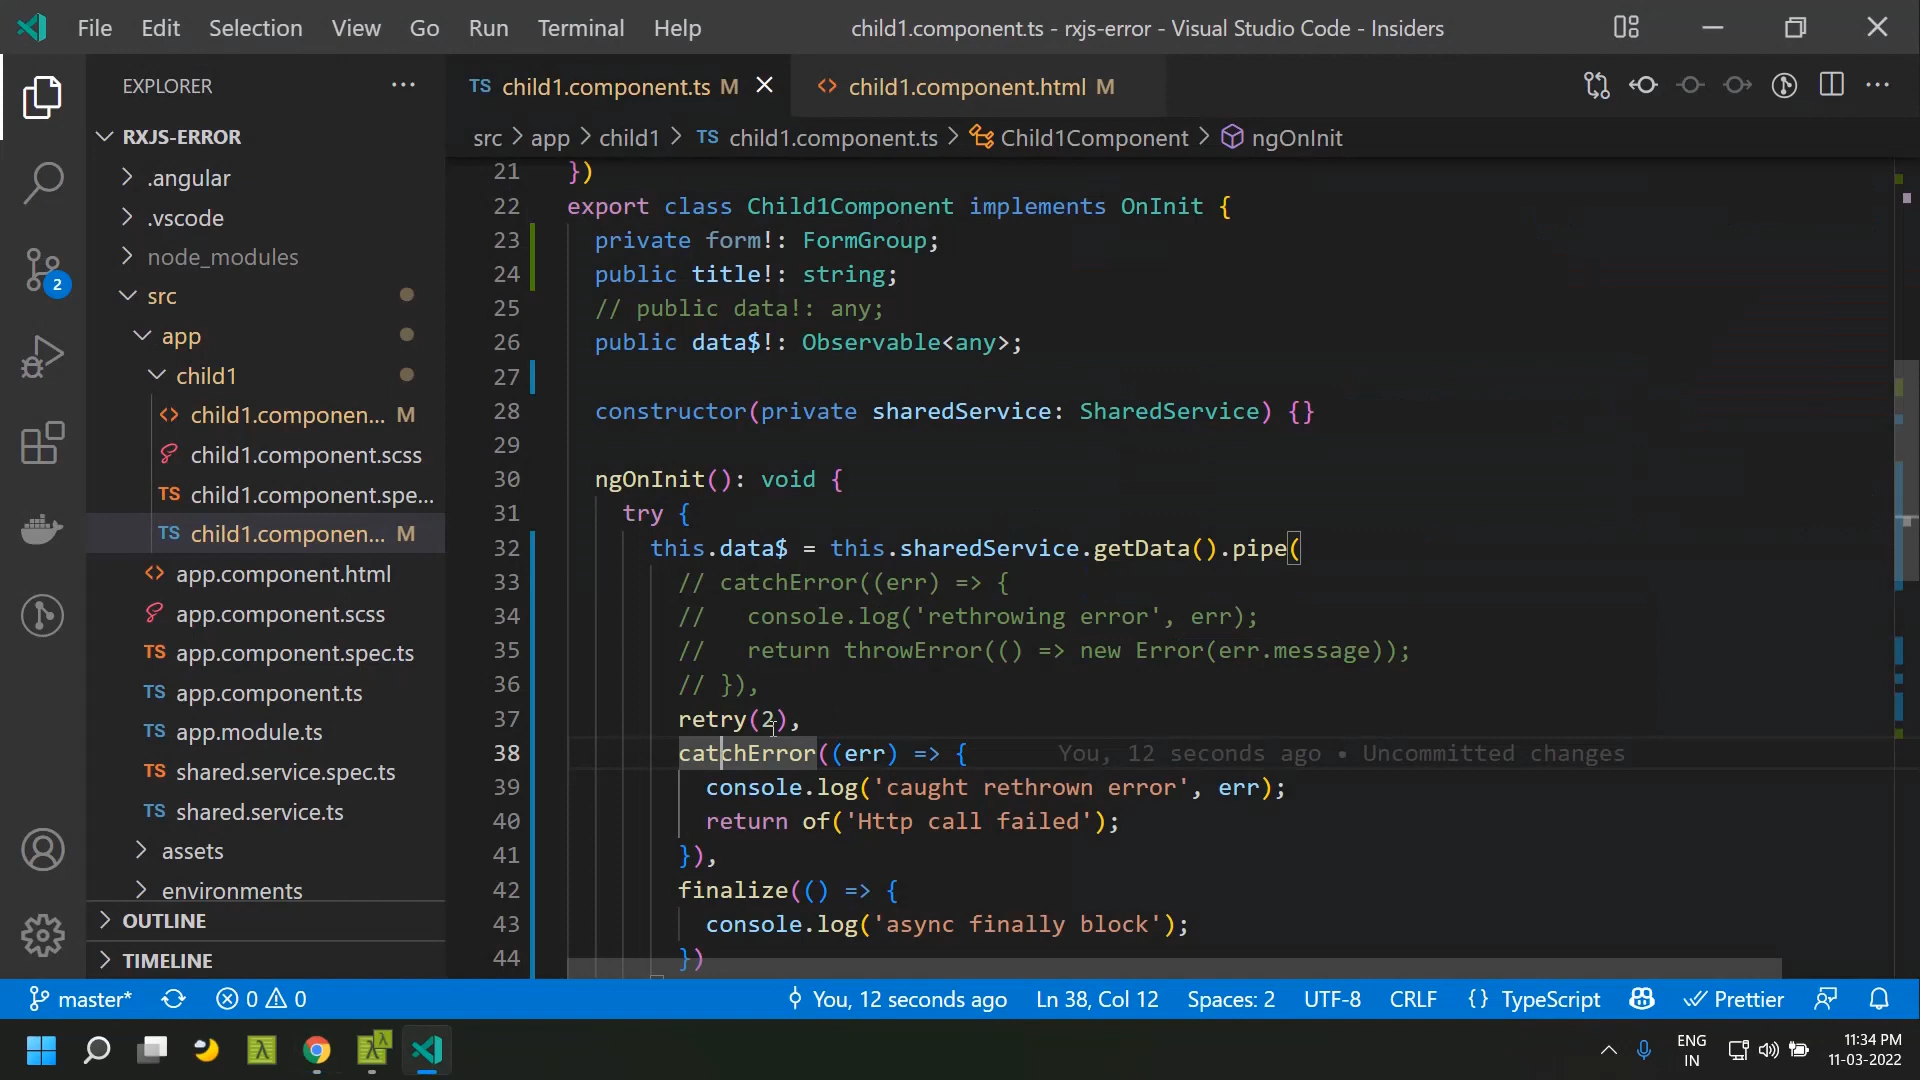 File Edit Selection View Go Run Terminal Help
child1.component.ts - rxjs-error - Visual Studio Code - Insiders
EXPLORER
RXJS-ERROR
.angular
.vscode
node_modules
src
app
child1
child1.componen... M
child1.component.scss
TS child1.component.spe...
TS child1.componen... M
app.component.html
app.component.scss
TS app.component.spec.ts
TS app.component.ts
TS app.module.ts
TS shared.service.spec.ts
TS shared.service.ts
assets
environments
OUTLINE
TIMELINE
2
TS child1.component.ts M
child1.component.html M
src > app > child1 > TS child1.component.ts > Child1Component > ngOnInit
21 })
22 export class Child1Component implements OnInit {
23 private form!: FormGroup;
24 public title!: string;
25 // public data!: any;
26 public data$!: Observable<any>;
27
28 constructor(private sharedService: SharedService) {}
29
30 ngOnInit(): void {
31 try {
32 this.data$ = this.sharedService.getData().pipe(
33 // catchError((err) => {
34 //   console.log('rethrowing error', err);
35 //   return throwError(() => new Error(err.message));
36 // }),
37 retry(2),
38 catchError((err) => { You, 12 seconds ago • Uncommitted changes
39 console.log('caught rethrown error', err);
40 return of('Http call failed');
41 }),
42 finalize(() => {
43 console.log('async finally block');
44 })
master* 0 0 You, 12 seconds ago Ln 38, Col 12 Spaces: 2 UTF-8 CRLF {} TypeScript Prettier
ENG
IN
11:34 PM
11-03-2022